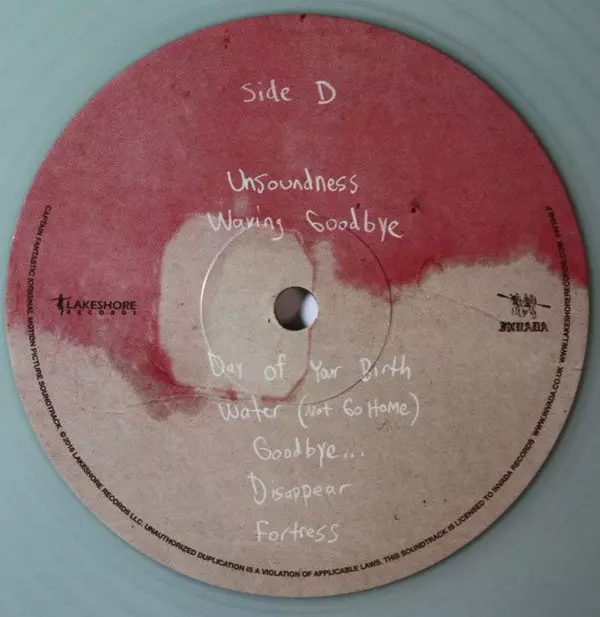 Side D
Unsoundness
Waving Goodbye
LAKESHORE
RECORDS
INVADA
Day of Your Birth
Water (Not Go Home)
Goodbye...
Disappear
Fortress
CAPTAIN FANTASTIC (ORIGINAL MOTION PICTURE SOUNDTRACK ©2016 LAKESHORE RECORDS LLC. UNAUTHORIZED DUPLICATION IS A VIOLATION OF APPLICABLE LAWS. THIS SOUNDTRACK IS LICENSED TO INVADA RECORDS WWW.INVADA.CO.UK WWW.LAKESHORERECORDS.COM